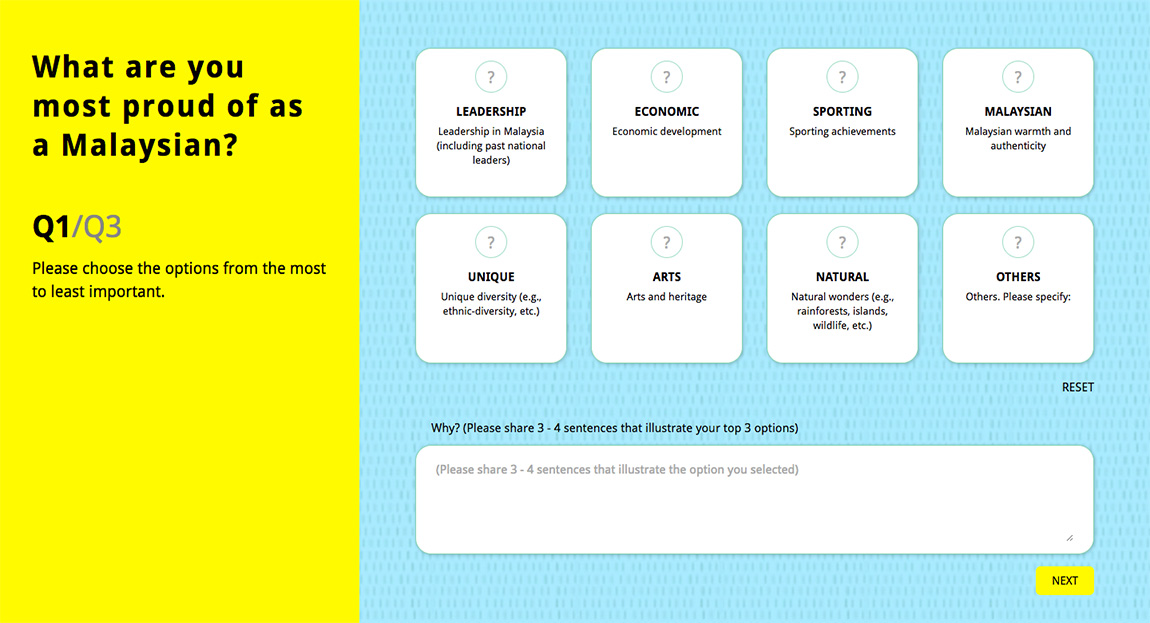 What are you
most proud of as
a Malaysian?
Q1/Q3
Please choose the options from the most
to least important.
?
LEADERSHIP
Leadership in Malaysia
(including past national
leaders)
?
ECONOMIC
Economic development
?
SPORTING
Sporting achievements
?
MALAYSIAN
Malaysian warmth and
authenticity
?
UNIQUE
Unique diversity (e.g.,
ethnic-diversity, etc.)
?
ARTS
Arts and heritage
?
NATURAL
Natural wonders (e.g.,
rainforests, islands,
wildlife, etc.)
?
OTHERS
Others. Please specify:
RESET
Why? (Please share 3 - 4 sentences that illustrate your top 3 options)
(Please share 3 - 4 sentences that illustrate the option you selected)
NEXT